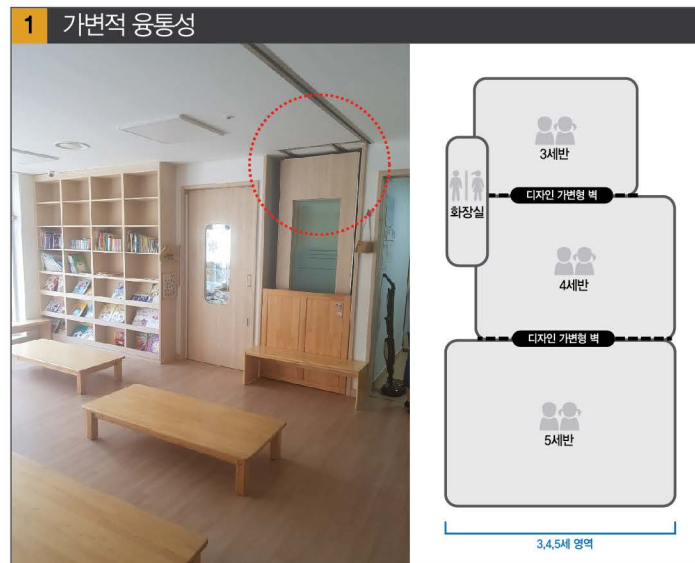 1 가변적 융통성
3세반
디자인 가변형 벽
화장실
4세반
디자인 가변형 벽
5세반
3,4,5세 영역